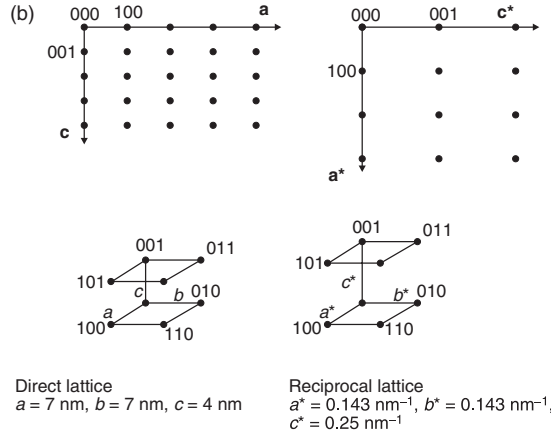 (b)
000 100 a
001
c
000 001 c*
100
a*
001 011
101
c
a b 010
100 110
001 011
101
c*
a* b* 010
100 110
Direct lattice
a = 7 nm, b = 7 nm, c = 4 nm
Reciprocal lattice
a* = 0.143 nm⁻¹, b* = 0.143 nm⁻¹,
c* = 0.25 nm⁻¹